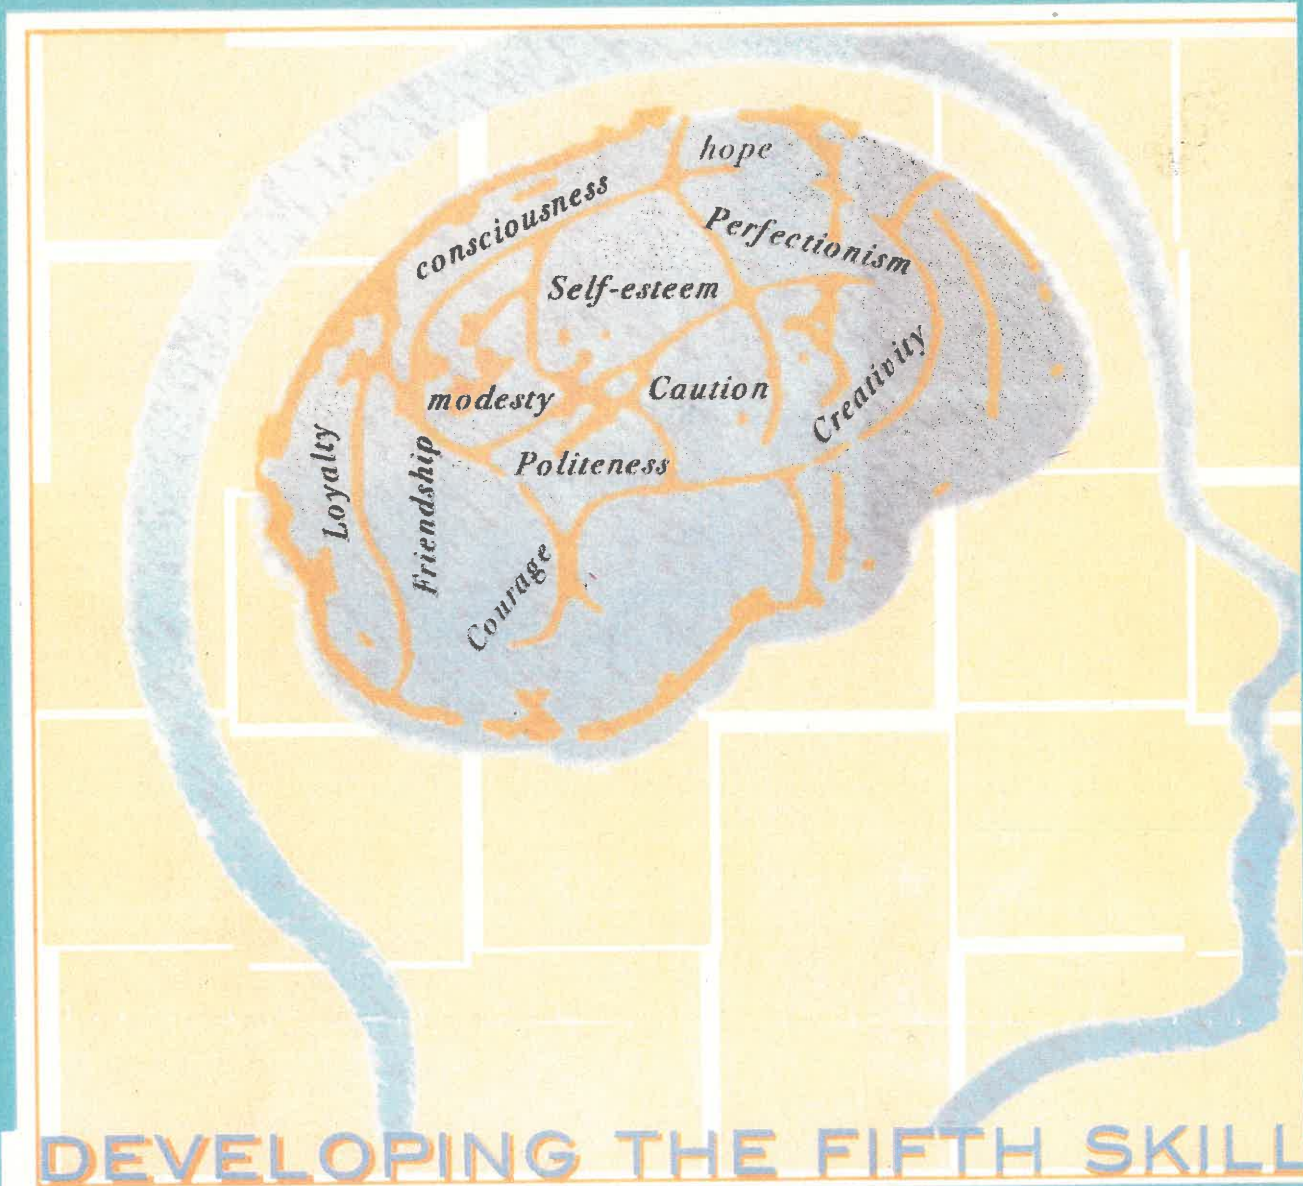 hope
consciousness
Perfectionism
Self-esteem
Creativity
modesty
Caution
Loyalty
Friendship
Politeness
Courage
DEVELOPING THE FIFTH SKILL